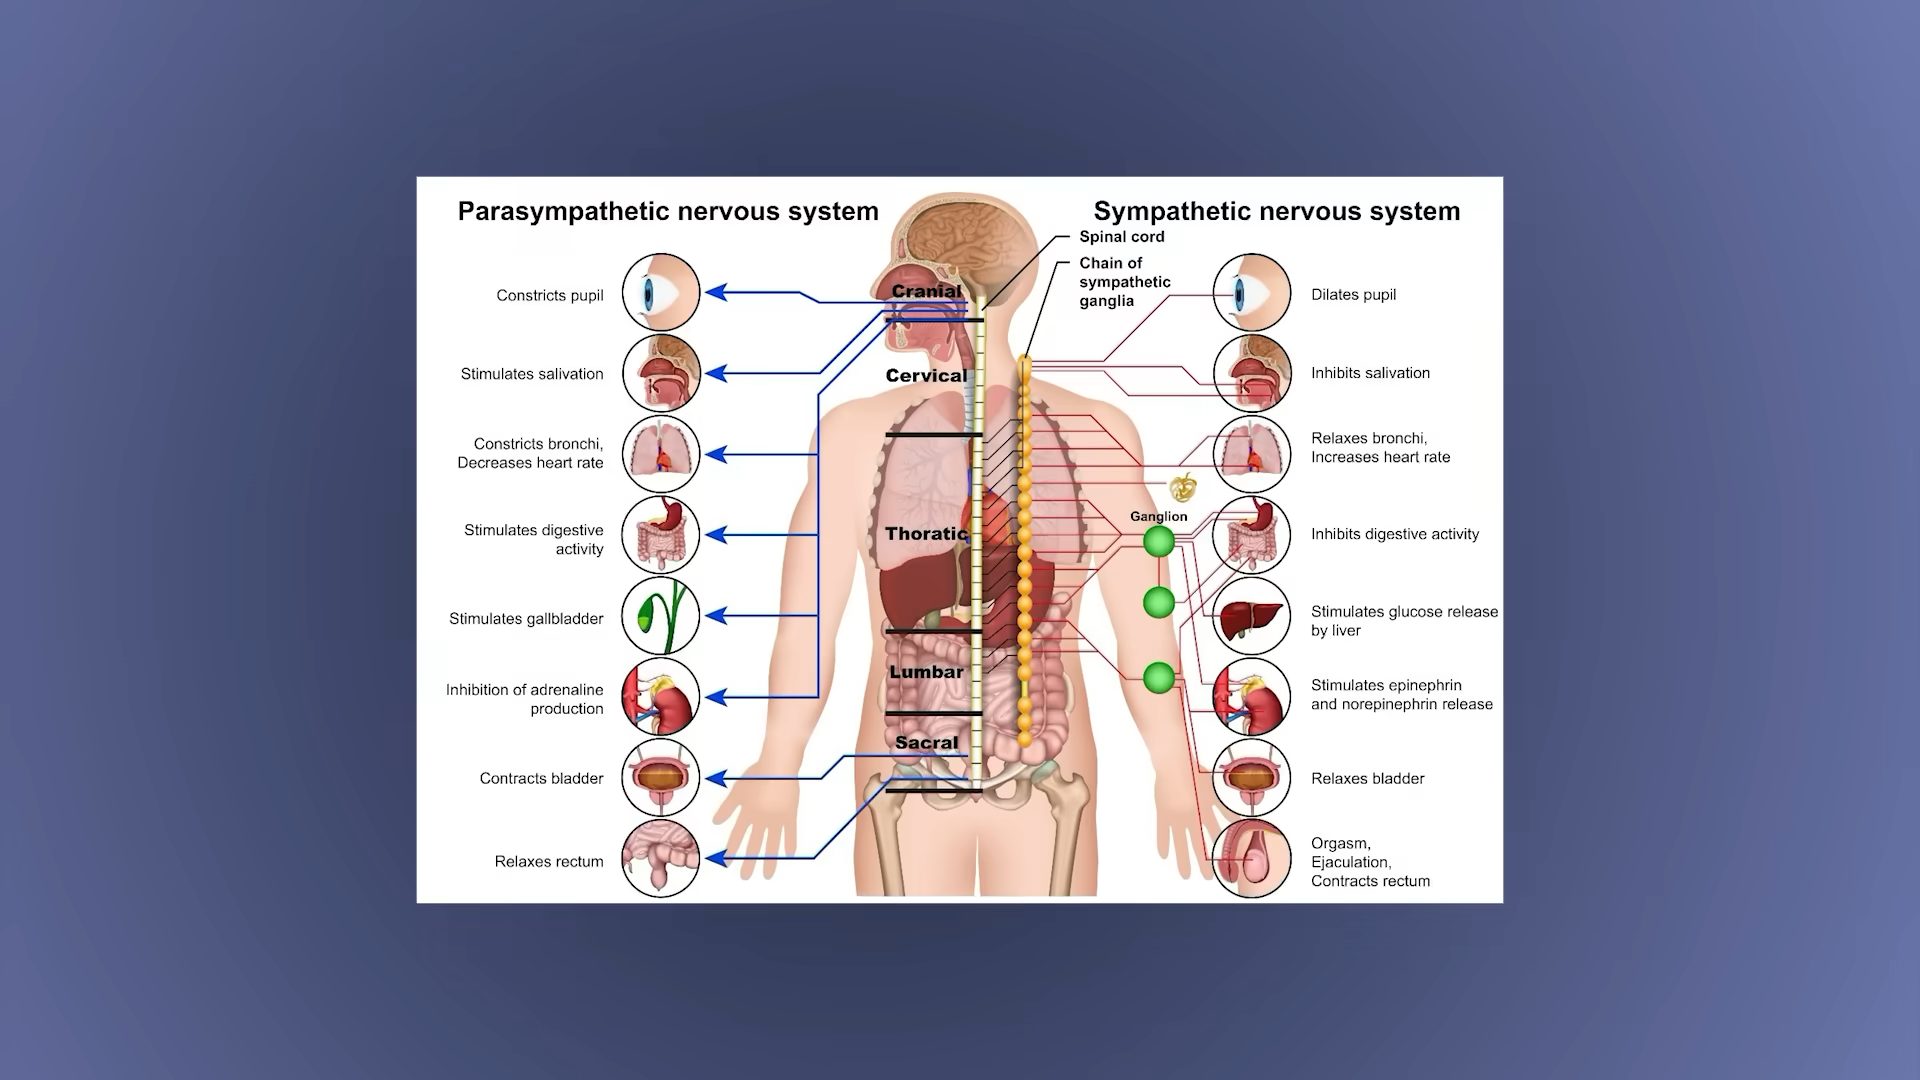 Parasympathetic nervous system
Constricts pupil
Stimulates salivation
Constricts bronchi,
Decreases heart rate
Stimulates digestive
activity
Stimulates gallbladder
Inhibition of adrenaline
production
Contracts bladder
Relaxes rectum
Cranial
Cervical
Thoratic
Lumbar
Sacral
Sympathetic nervous system
Spinal cord
Chain of
sympathetic
ganglia
Ganglion
Dilates pupil
Inhibits salivation
Relaxes bronchi,
Increases heart rate
Inhibits digestive activity
Stimulates glucose release
by liver
Stimulates epinephrin
and norepinephrin release
Relaxes bladder
Orgasm,
Ejaculation,
Contracts rectum